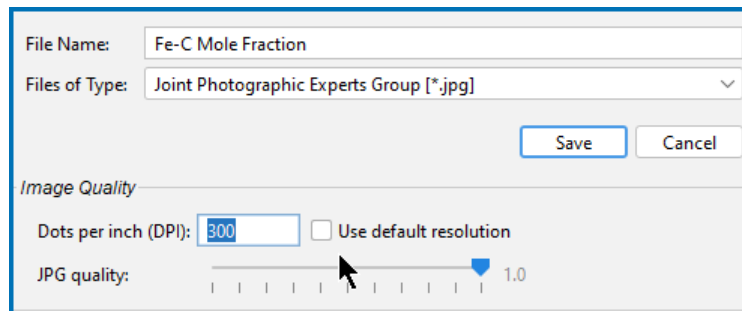 File Name: Fe-C Mole Fraction
Files of Type: Joint Photographic Experts Group [*.jpg]
Save Cancel
Image Quality
Dots per inch (DPI): 300 Use default resolution
JPG quality: 1.0